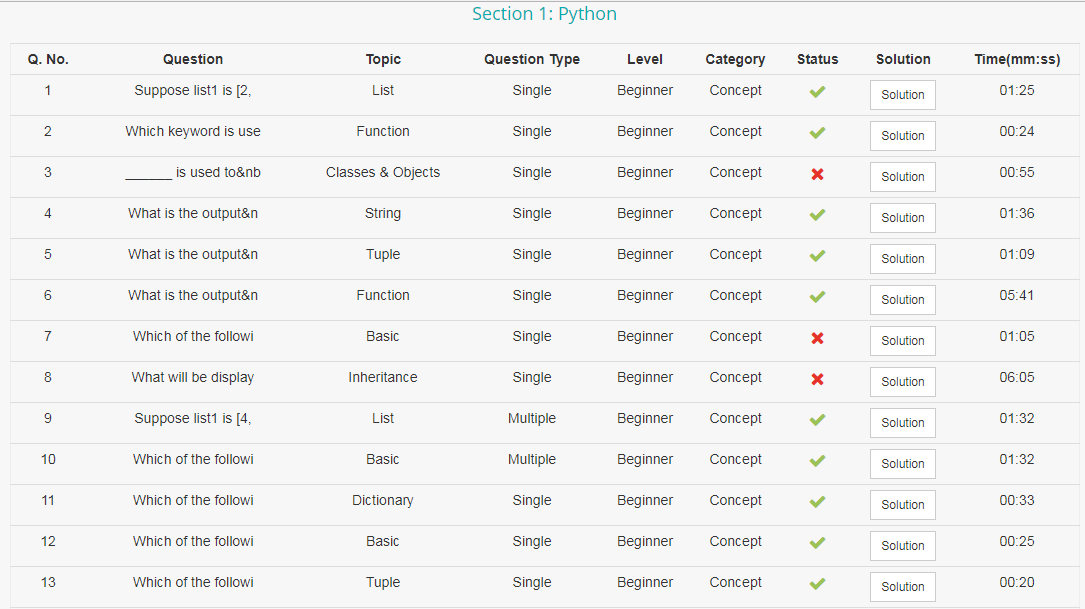 Section 1: Python
Q. No. Question Topic Question Type Level Category Status Solution Time(mm:ss)
1 Suppose list1 is [2, List Single Beginner Concept Solution 01:25
2 Which keyword is use Function Single Beginner Concept Solution 00:24
3 ______ is used to&nb Classes & Objects Single Beginner Concept Solution 00:55
4 What is the output&n String Single Beginner Concept Solution 01:36
5 What is the output&n Tuple Single Beginner Concept Solution 01:09
6 What is the output&n Function Single Beginner Concept Solution 05:41
7 Which of the followi Basic Single Beginner Concept Solution 01:05
8 What will be display Inheritance Single Beginner Concept Solution 06:05
9 Suppose list1 is [4, List Multiple Beginner Concept Solution 01:32
10 Which of the followi Basic Multiple Beginner Concept Solution 01:32
11 Which of the followi Dictionary Single Beginner Concept Solution 00:33
12 Which of the followi Basic Single Beginner Concept Solution 00:25
13 Which of the followi Tuple Single Beginner Concept Solution 00:20